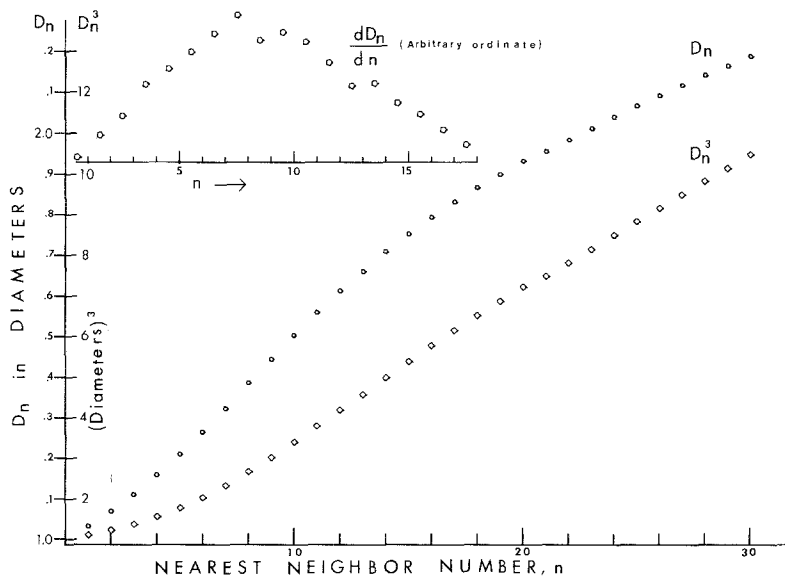 Dn Dn³
dDn
dn
(Arbitrary ordinate)
Dn
.2
.1
12
2.0
Dn³
10
5
10
15
n →
.9
.8
8
.7
.6
.5
6
.4
.3
4
.2
.1
2
1.0
Dn in DIAMETERS
(Diameters)³
10
20
30
NEAREST NEIGHBOR NUMBER, n